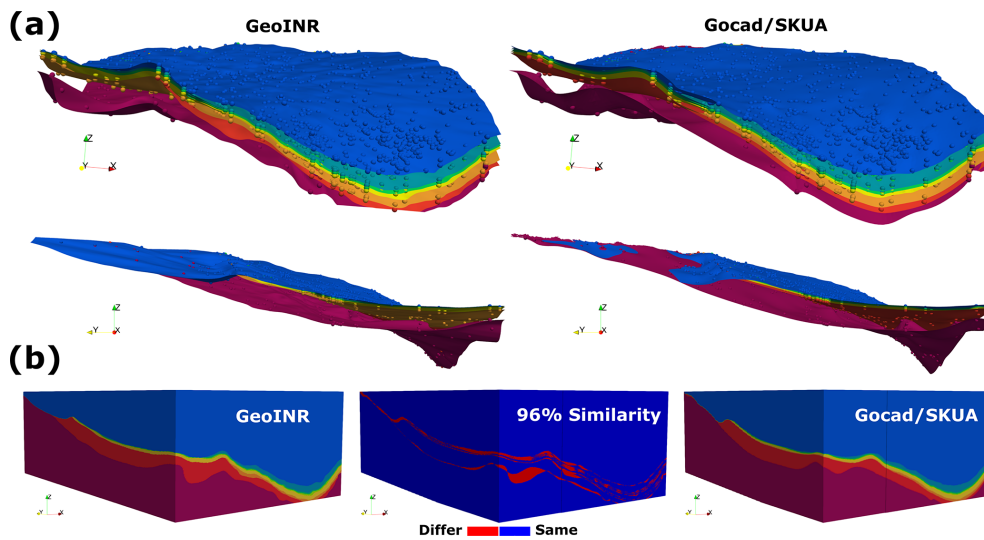 (a)
GeoINR
Gocad/SKUA
Z
Y X
Z
Y X
Z
Y X
Z
Y X
(b)
GeoINR
96% Similarity
Gocad/SKUA
Z
Y X
Z
Y X
Z
Y X
Differ Same